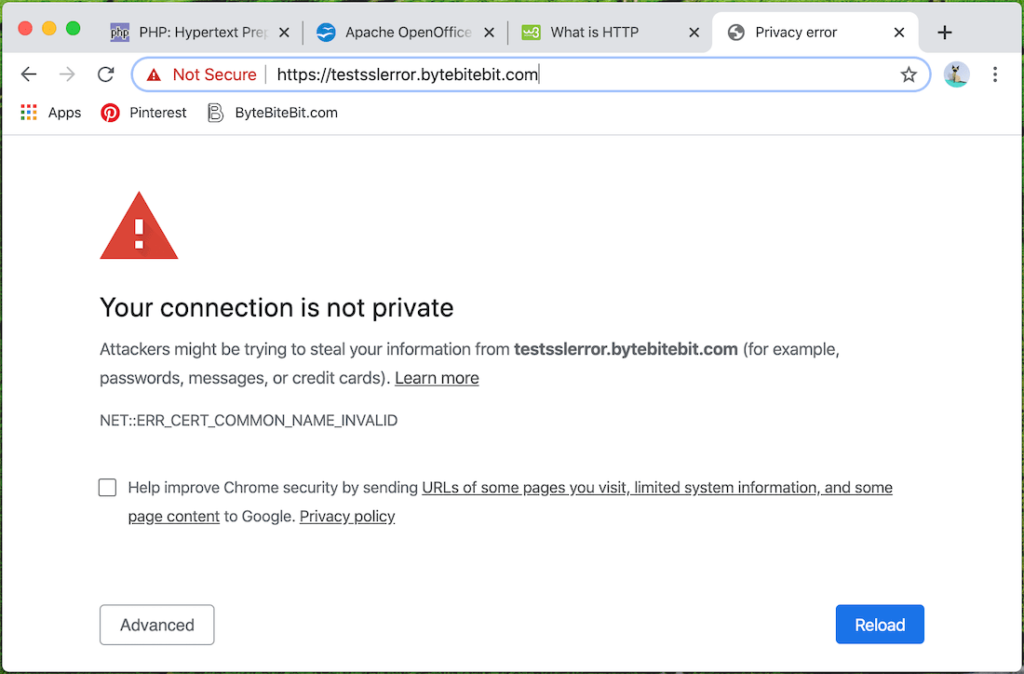 php PHP: Hypertext Prep
Apache OpenOffice
w3 What is HTTP
Privacy error
Not Secure https://testsslerror.bytebitebit.com
Apps Pinterest ByteBiteBit.com
Your connection is not private
Attackers might be trying to steal your information from testsslerror.bytebitebit.com (for example,
passwords, messages, or credit cards). Learn more
NET::ERR_CERT_COMMON_NAME_INVALID
Help improve Chrome security by sending URLs of some pages you visit, limited system information, and some
page content to Google. Privacy policy
Advanced
Reload